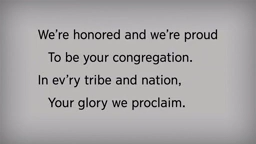 We're honored and we're proud
To be your congregation.
In ev'ry tribe and nation,
Your glory we proclaim.